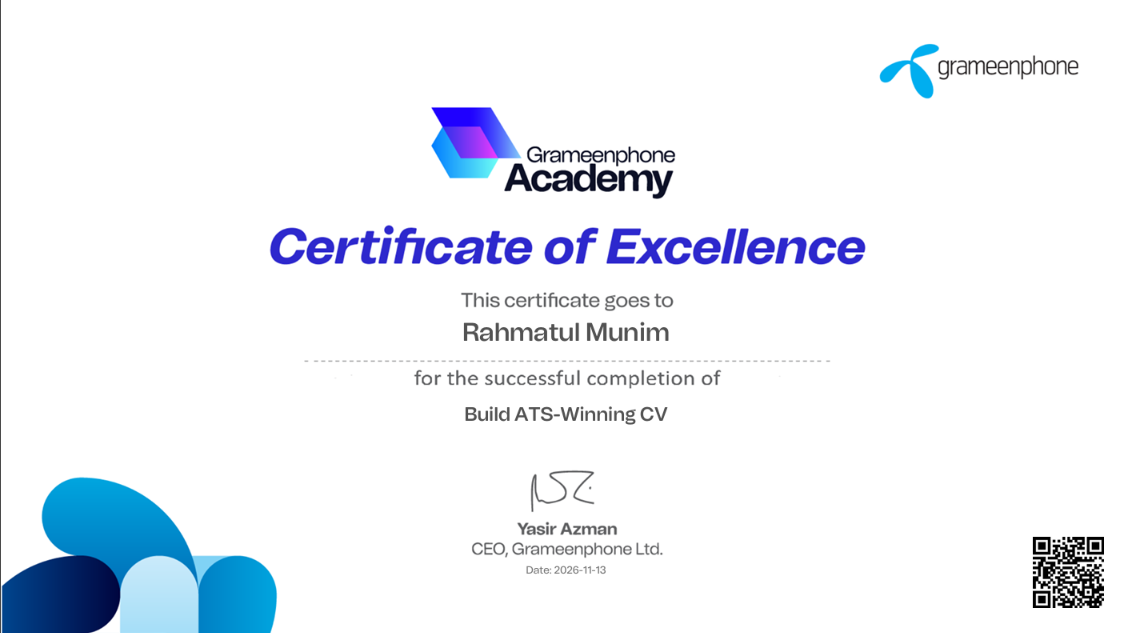 grameenphone
Grameenphone
Academy
Certificate of Excellence
This certificate goes to
Rahmatul Munim
for the successful completion of
Build ATS-Winning CV
Yasir Azman
CEO, Grameenphone Ltd.
Date: 2026-11-13